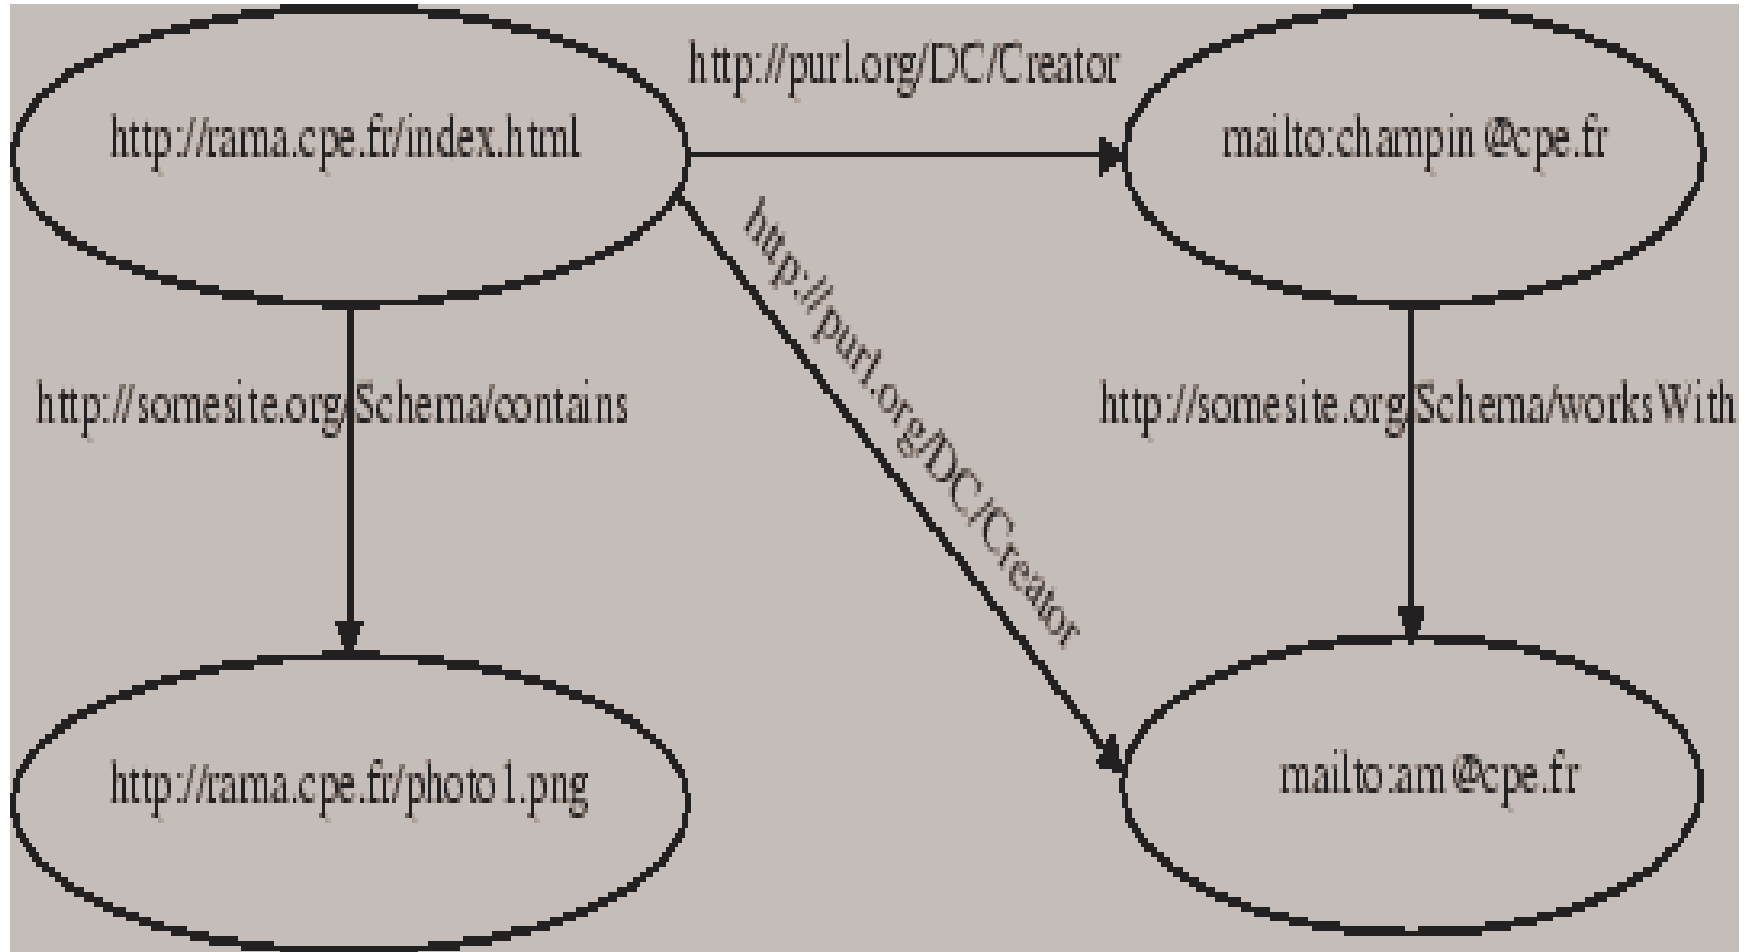 http://purl.org/DC/Creator
http://rama.cpe.fr/index.html
mailto:champin@cpe.fr
http://purl.org/DC/Creator
http://somesite.org/Schema/contains
http://somesite.org/Schema/worksWith
http://rama.cpe.fr/photo1.png
mailto:am@cpe.fr